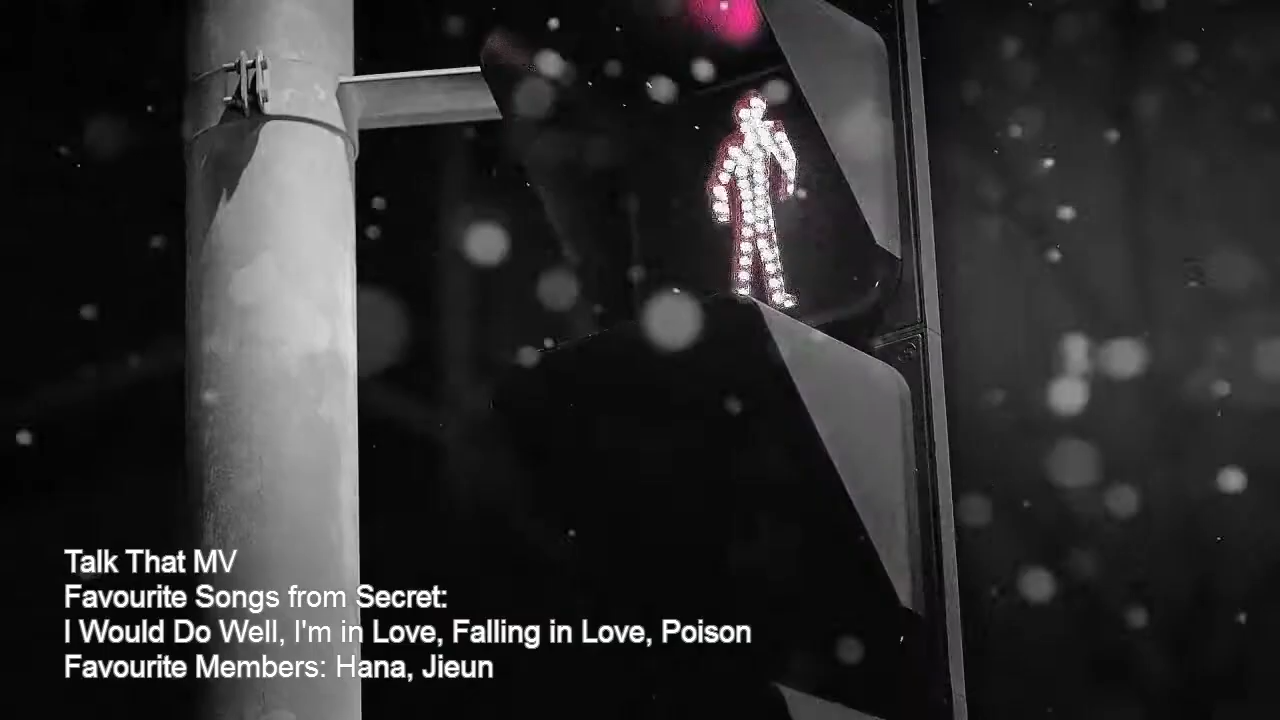 Talk That MV
Favourite Songs from Secret:
I Would Do Well, I'm in Love, Falling in Love, Poison
Favourite Members: Hana, Jieun